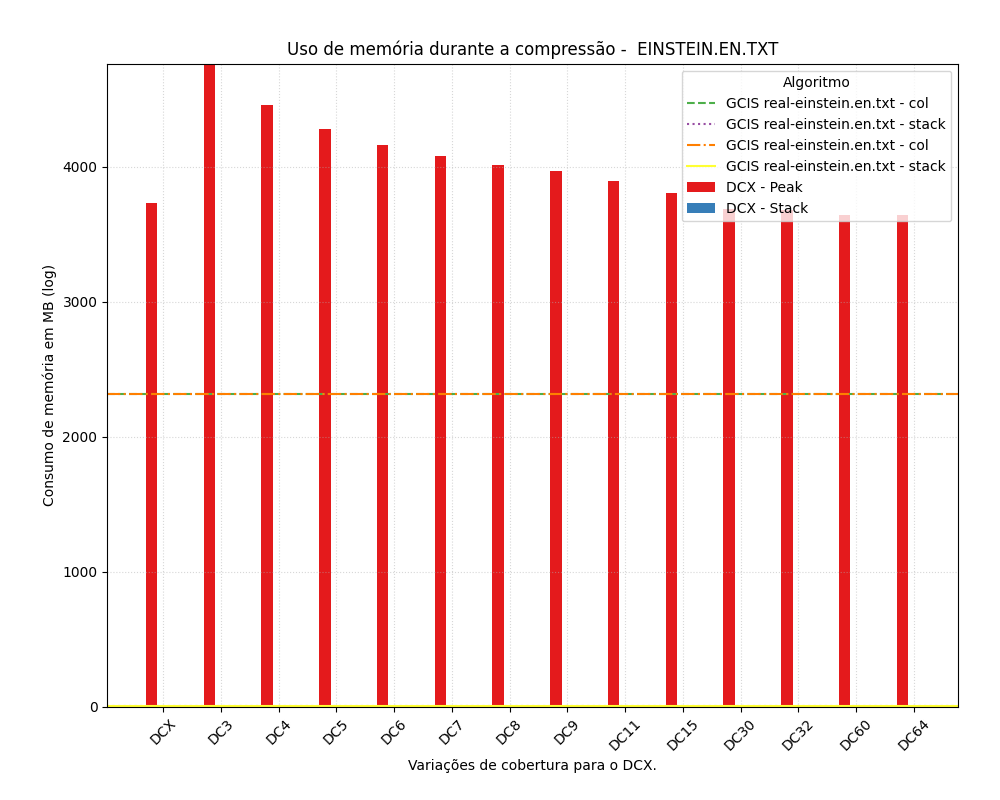 Uso de memória durante a compressão -  EINSTEIN.EN.TXT
Algoritmo
GCIS real-einstein.en.txt - col
GCIS real-einstein.en.txt - stack
GCIS real-einstein.en.txt - col
GCIS real-einstein.en.txt - stack
DCX - Peak
DCX - Stack
Consumo de memória em MB (log)
4000
3000
2000
1000
0
DCX
DC3
DC4
DC5
DC6
DC7
DC8
DC9
DC11
DC15
DC30
DC32
DC60
DC64
Variações de cobertura para o DCX.